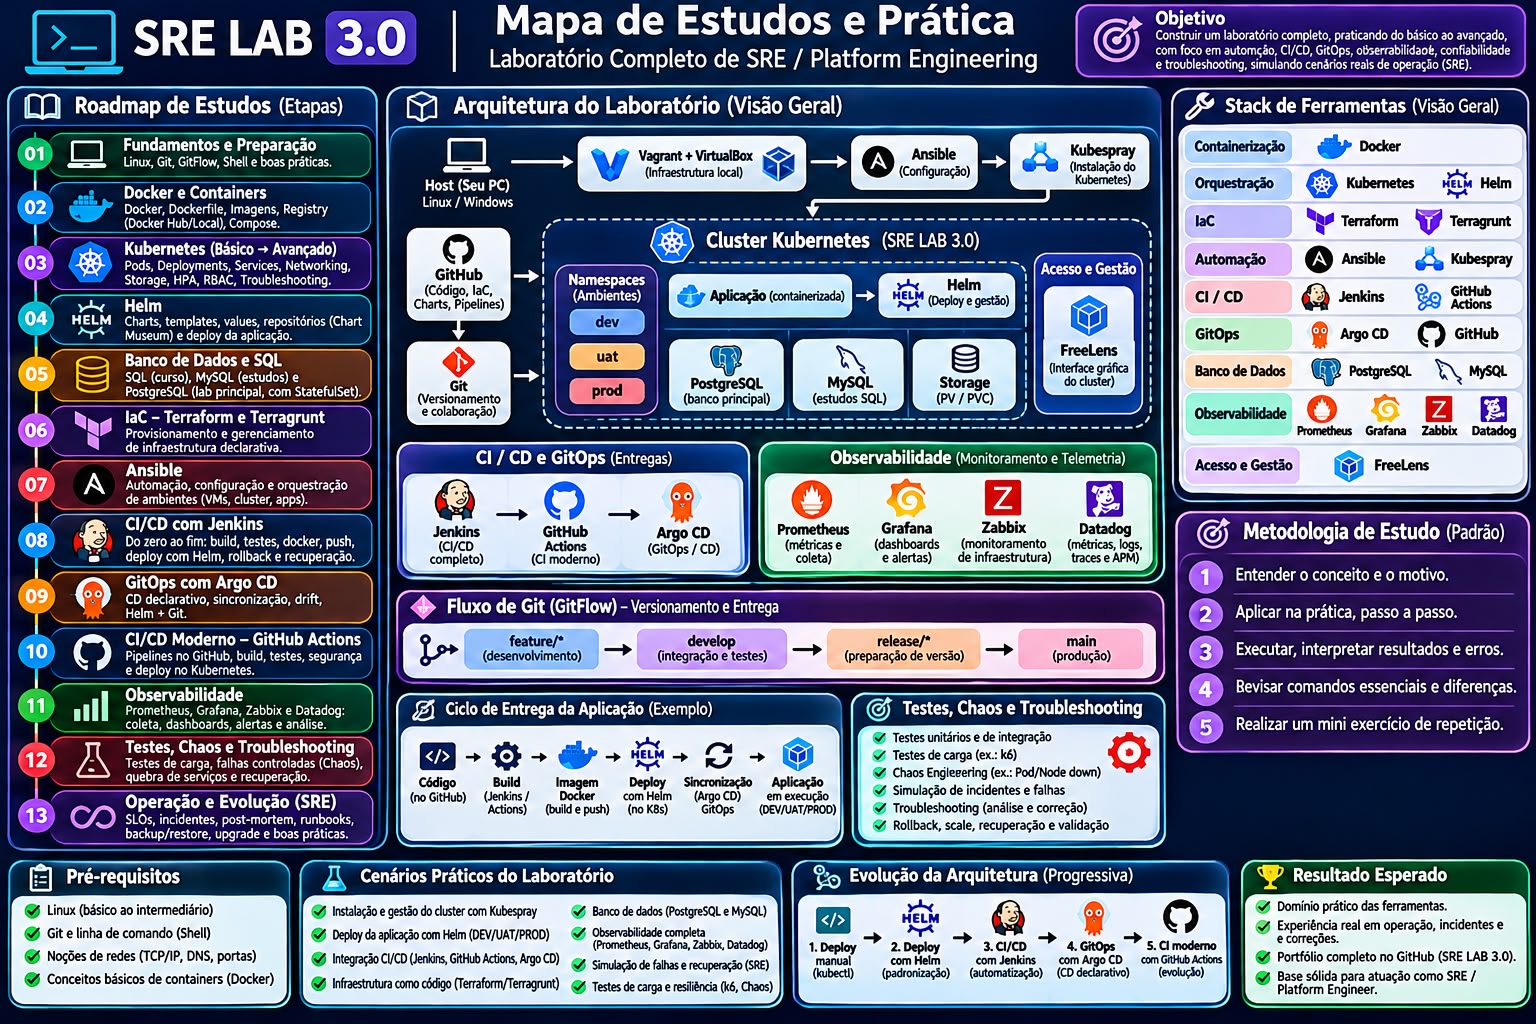 SRE LAB 3.0
Mapa de Estudos e Prática
Laboratório Completo de SRE / Platform Engineering
Objetivo
Construir um laboratório completo, praticando do básico ao avançado,
com foco em automção, CI/CD, GitOps, observabilidade, confiabilidade
e troubleshooting, simulando cenários reais de operação (SRE).
Roadmap de Estudos (Etapas)
01
Fundamentos e Preparação
Linux, Git, GitFlow, Shell e boas práticas.
02
Docker e Containers
Docker, Dockerfile, Imagens, Registry
(Docker Hub/Local), Compose.
03
Kubernetes (Básico → Avançado)
Pods, Deployments, Services, Networking,
Storage, HPA, RBAC, Troubleshooting.
04
HELM
Helm
Charts, templates, values, repositórios (Chart
Museum) e deploy da aplicação.
05
Banco de Dados e SQL
SQL (curso), MySQL (estudos) e
PostgreSQL (lab principal, com StatefulSet).
06
IaC – Terraform e Terragrunt
Provisionamento e gerenciamento
de infraestrutura declarativa.
07
Ansible
Automação, configuração e orquestração
de ambientes (VMs, cluster, apps).
08
CI/CD com Jenkins
Do zero ao fim: build, testes, docker, push,
deploy com Helm, rollback e recuperação.
09
GitOps com Argo CD
CD declarativo, sincronização, drift,
Helm + Git.
10
CI/CD Moderno – GitHub Actions
Pipelines no GitHub, build, testes, segurança
e deploy no Kubernetes.
11
Observabilidade
Prometheus, Grafana, Zabbix e Datadog:
coleta, dashboards, alertas e análise.
12
Testes, Chaos e Troubleshooting
Testes de carga, falhas controladas (Chaos),
quebra de serviços e recuperação.
13
Operação e Evolução (SRE)
SLOs, incidentes, post-mortem, runbooks,
backup/restore, upgrade e boas práticas.
Arquitetura do Laboratório (Visão Geral)
Host (Seu PC)
Linux / Windows
Vagrant + VirtualBox
(Infraestrutura local)
Ansible
(Configuração)
Kubespray
(Instalação do
Kubernetes)
GitHub
(Código, IaC,
Charts, Pipelines)
Git
(Versionamento
e colaboração)
Cluster Kubernetes (SRE LAB 3.0)
Namespaces
(Ambientes)
dev
uat
prod
Aplicação (containerizada)
HELM
Helm
(Deploy e gestão)
PostgreSQL
(banco principal)
MySQL
(estudos SQL)
Storage
(PV / PVC)
Acesso e Gestão
FreeLens
(Interface gráfica
do cluster)
CI / CD e GitOps (Entregas)
Jenkins
(CI/CD
completo)
GitHub
Actions
(CI moderno)
Argo CD
(GitOps / CD)
Observabilidade (Monitoramento e Telemetria)
Prometheus
(métricas e
coleta)
Grafana
(dashboards
e alertas)
Z
Zabbix
(monitoramento
de infraestrutura)
Datadog
(métricas, logs,
traces e APM)
Fluxo de Git (GitFlow) – Versionamento e Entrega
feature/*
(desenvolvimento)
develop
(integração e testes)
release/*
(preparação de versão)
main
(produção)
Ciclo de Entrega da Aplicação (Exemplo)
</>
Código
(no GitHub)
Build
(Jenkins /
Actions)
Imagem
Docker
(build e push)
HELM
Deploy
com Helm
(no K8s)
Sincronização
(Argo CD)
GitOps
Aplicação
em execução
(DEV/UAT/PROD)
Testes, Chaos e Troubleshooting
Testes unitários e de integração
Testes de carga (ex.: k6)
Chaos Engieering (ex.: Pod/Node down)
Simulação de incidentes e falhas
Troubleshooting (análise e correção)
Rollback, scale, recuperação e validação
Stack de Ferramentas (Visão Geral)
Containerização
Docker
Orquestração
Kubernetes
HELM
Helm
IaC
Terraform
Terragrunt
Automação
Ansible
Kubespray
CI / CD
Jenkins
GitHub
Actions
GitOps
Argo CD
GitHub
Banco de Dados
PostgreSQL
MySQL
Observabilidade
Prometheus
Grafana
Z
Zabbix
Datadog
Acesso e Gestão
FreeLens
Metodologia de Estudo (Padrão)
1 Entender o conceito e o motivo.
2 Aplicar na prática, passo a passo.
3 Executar, interpretar resultados e erros.
4 Revisar comandos essenciais e diferenças.
5 Realizar um mini exercício de repetição.
Pré-requisitos
Linux (básico ao intermediário)
Git e linha de comando (Shell)
Noções de redes (TCP/IP, DNS, portas)
Conceitos básicos de containers (Docker)
Cenários Práticos do Laboratório
Instalação e gestão do cluster com Kubespray
Deploy da aplicação com Helm (DEV/UAT/PROD)
Integração CI/CD (Jenkins, GitHub Actions, Argo CD)
Infraestrutura como código (Terraform/Terragrunt)
Banco de dados (PostgreSQL e MySQL)
Observabilidade completa
(Prometheus, Grafana, Zabbix, Datadog)
Simulação de falhas e recuperação (SRE)
Testes de carga e resiliência (k6, Chaos)
Evolução da Arquitetura (Progressiva)
</>
1. Deploy
manual
(kubectl)
HELM
2. Deploy
com Helm
(padronização)
3. CI/CD
com Jenkins
(automatização)
4. GitOps
com Argo CD
(CD declarativo)
5. CI moderno
com GitHub Actions
(evolução)
Resultado Esperado
Domínio prático das ferramentas.
Experiência real em operação, incidentes e
e correções.
Portfólio completo no GitHub (SRE LAB 3.0).
Base sólida para atuação como SRE /
Platform Engineer.